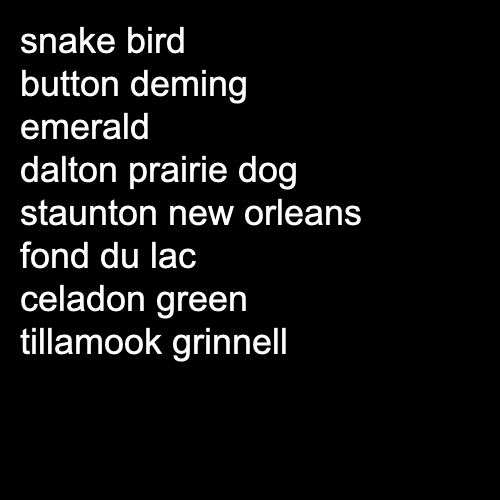 snake bird
button deming
emerald
dalton prairie dog
staunton new orleans
fond du lac
celadon green
tillamook grinnell